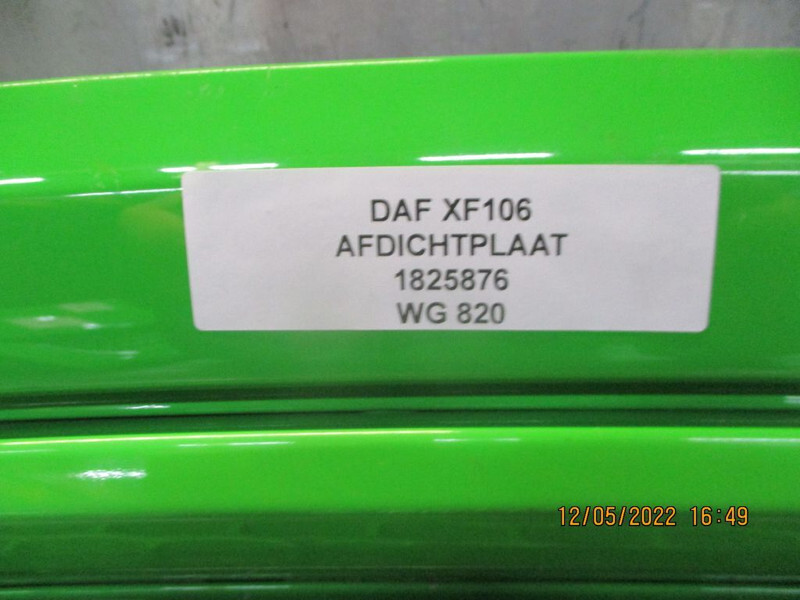 DAF XF106
AFDICHTPLAAT
1825876
WG 820
12/05/2022 16:49